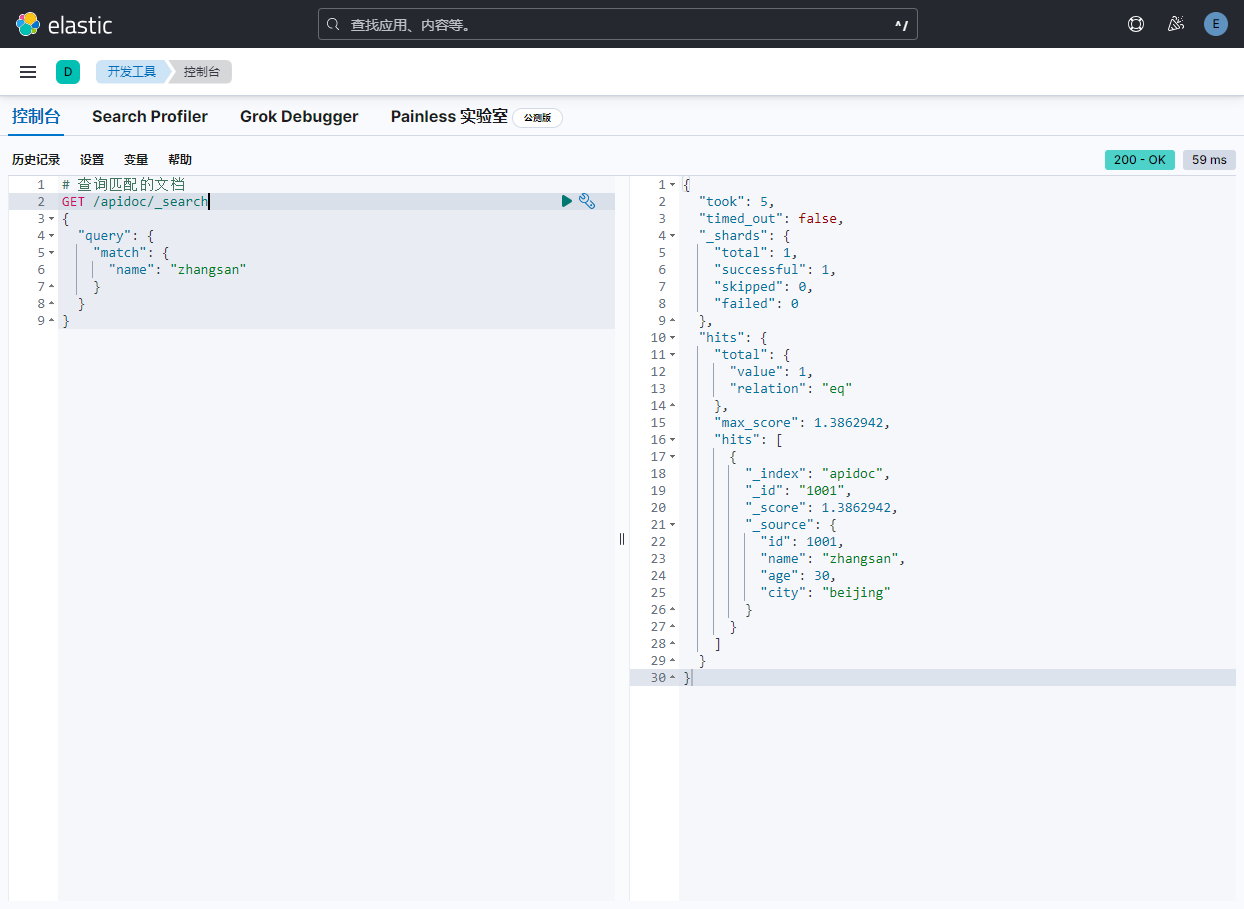 elastic
查找应用、内容等。
^/
E
D
开发工具
控制台
控制台
Search Profiler
Grok Debugger
Painless 实验室
公测版
历史记录
设置
变量
帮助
200 - OK
59 ms
1 # 查询匹配的文档
2 GET /apidoc/_search
3 {
4 "query": {
5 "match": {
6 "name": "zhangsan"
7 }
8 }
9 }
1 {
2 "took": 5,
3 "timed_out": false,
4 "_shards": {
5 "total": 1,
6 "successful": 1,
7 "skipped": 0,
8 "failed": 0
9 },
10 "hits": {
11 "total": {
12 "value": 1,
13 "relation": "eq"
14 },
15 "max_score": 1.3862942,
16 "hits": [
17 {
18 "_index": "apidoc",
19 "_id": "1001",
20 "_score": 1.3862942,
21 "_source": {
22 "id": 1001,
23 "name": "zhangsan",
24 "age": 30,
25 "city": "beijing"
26 }
27 }
28 ]
29 }
30 }